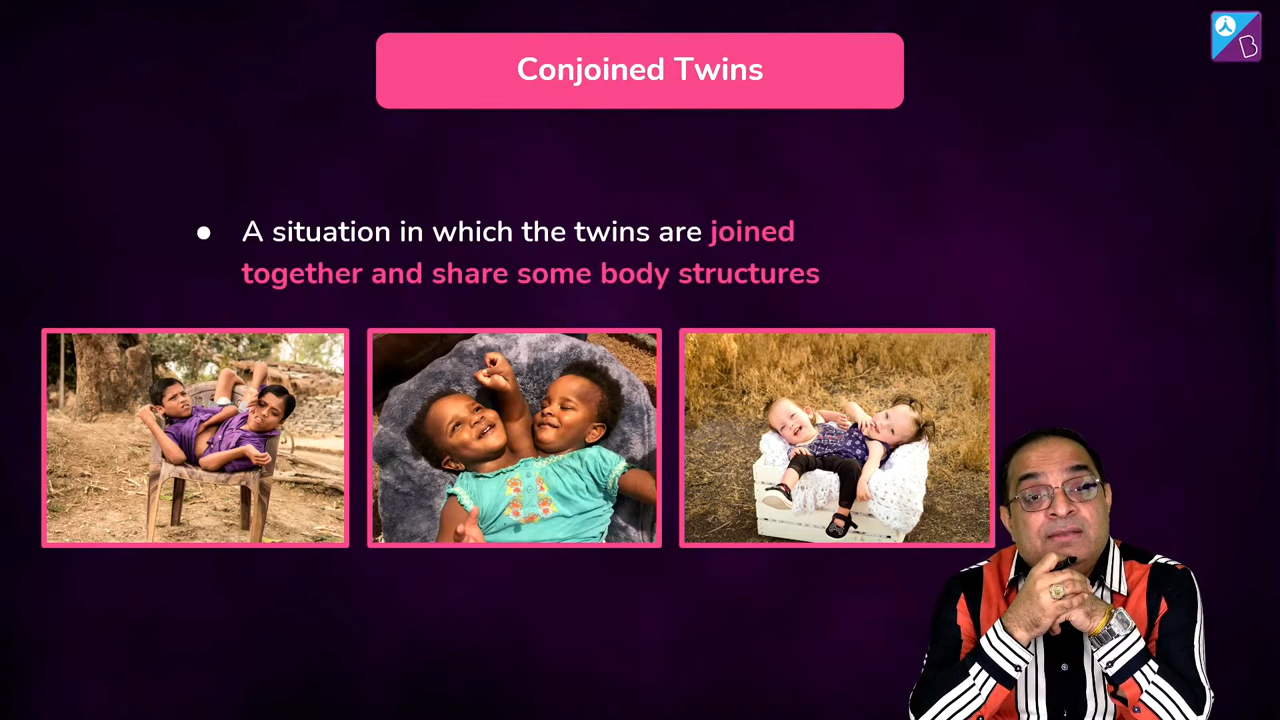 Conjoined Twins
● A situation in which the twins are joined
together and share some body structures
B